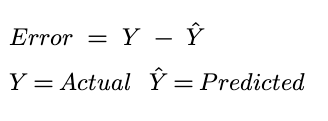 Error = Y − Ŷ
Y = Actual Ŷ = Predicted